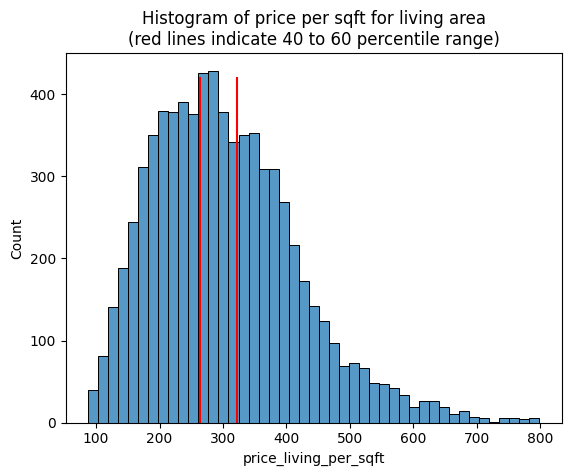 Histogram of price per sqft for living area
(red lines indicate 40 to 60 percentile range)
400
300
200
100
0
Count
100 200 300 400 500 600 700 800
price_living_per_sqft